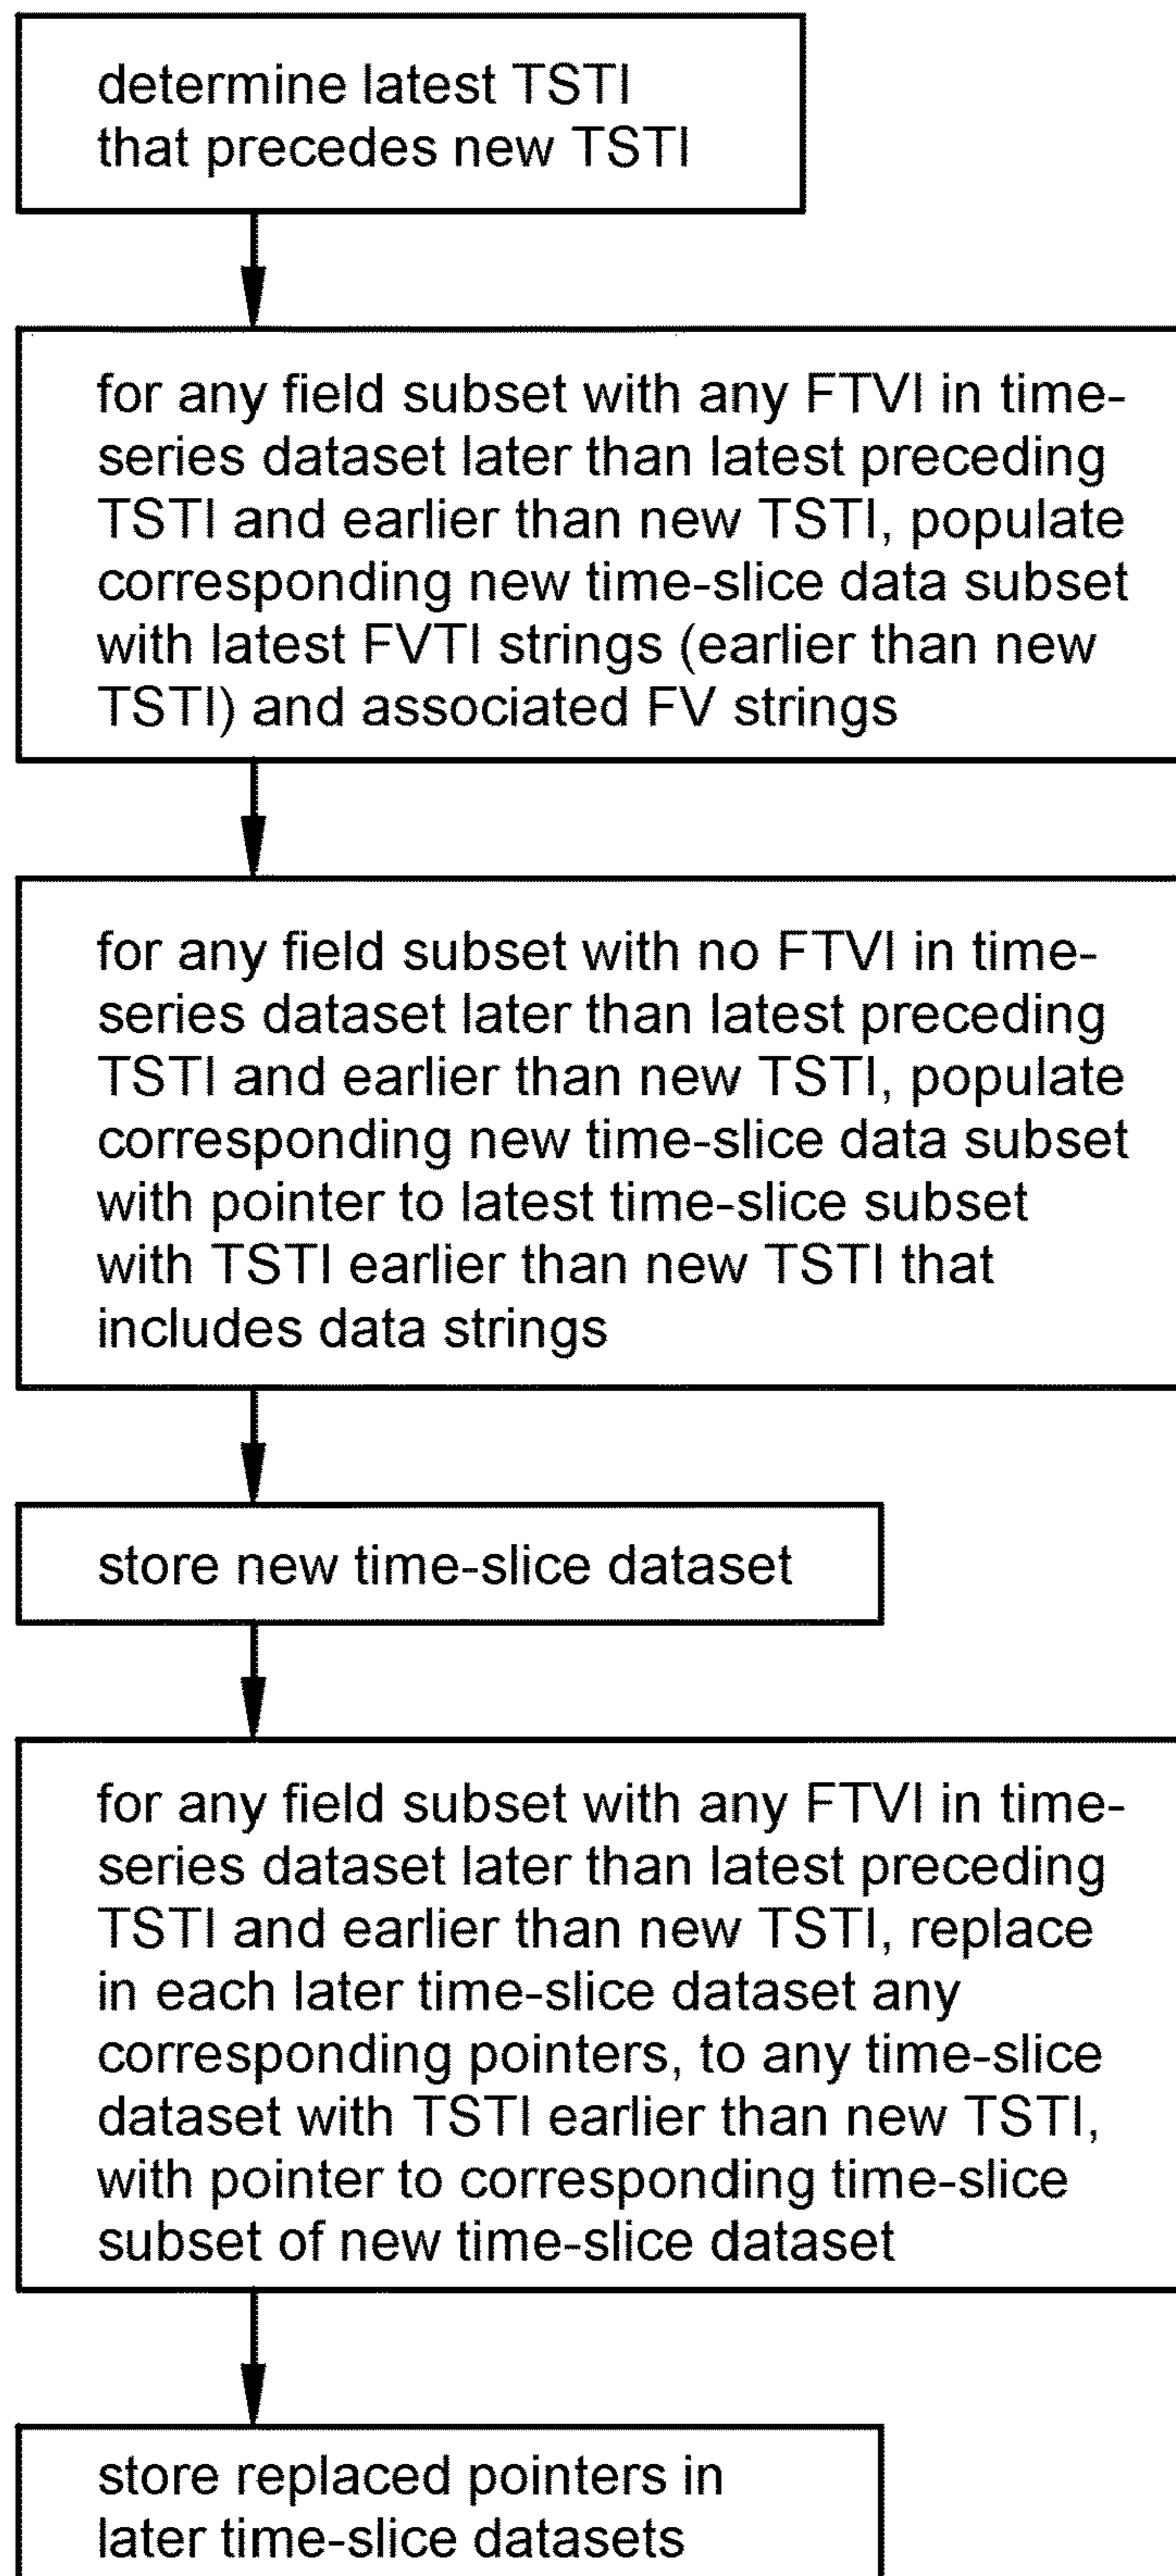 determine latest TSTI
that precedes new TSTI
for any field subset with any FTVI in time-
series dataset later than latest preceding
TSTI and earlier than new TSTI, populate
corresponding new time-slice data subset
with latest FVTI strings (earlier than new
TSTI) and associated FV strings
for any field subset with no FTVI in time-
series dataset later than latest preceding
TSTI and earlier than new TSTI, populate
corresponding new time-slice data subset
with pointer to latest time-slice subset
with TSTI earlier than new TSTI that
includes data strings
store new time-slice dataset
for any field subset with any FTVI in time-
series dataset later than latest preceding
TSTI and earlier than new TSTI, replace
in each later time-slice dataset any
corresponding pointers, to any time-slice
dataset with TSTI earlier than new TSTI,
with pointer to corresponding time-slice
subset of new time-slice dataset
store replaced pointers in
later time-slice datasets